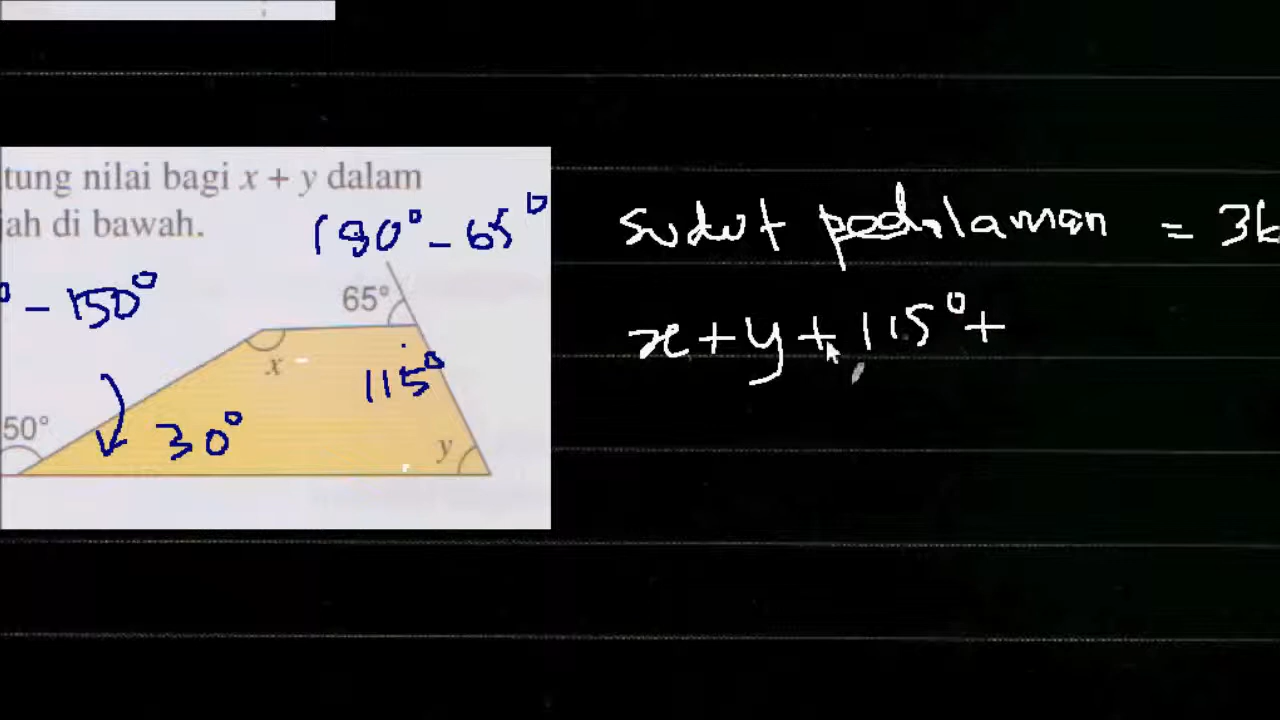 tung nilai bagi x + y dalam
jah di bawah.
180° - 65°
° - 150°
65°
x
115°
50°
30°
y
sudut pedalaman = 36
x + y + 115° +